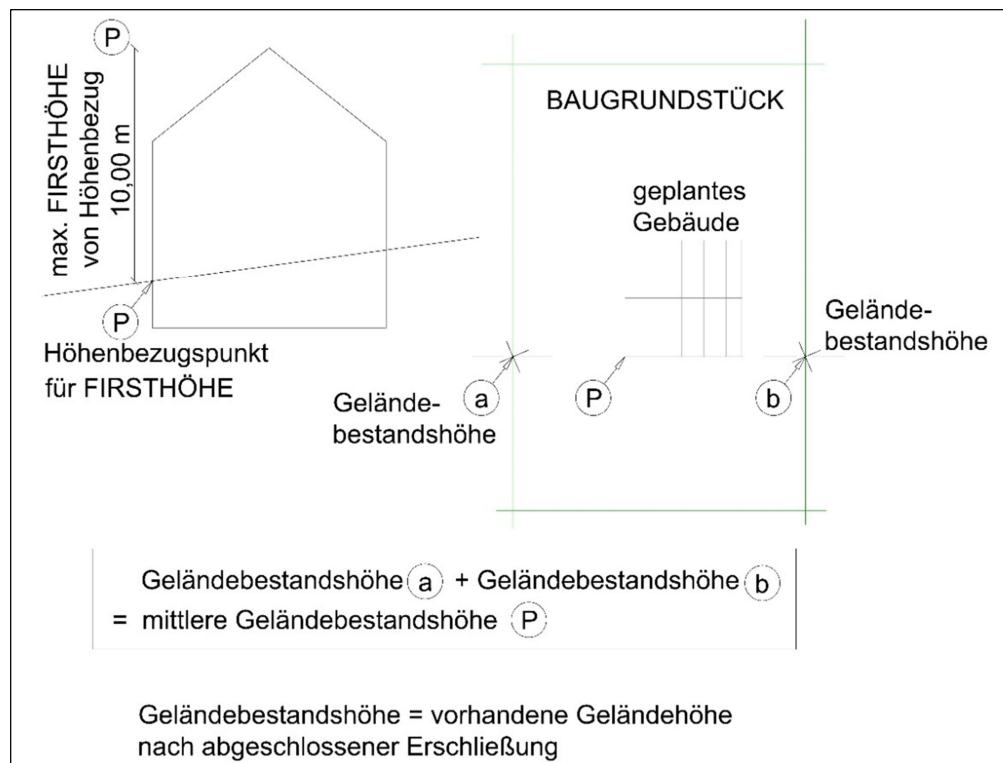 P
max. FIRSTHÖHE
von Höhenbezug
10,00 m
P
Höhenbezugspunkt
für FIRSTHÖHE
BAUGRUNDSTÜCK
geplantes
Gebäude
Gelände-
bestandshöhe
a
P
b
Gelände-
bestandshöhe
Geländebestandshöhe a + Geländebestandshöhe b
= mittlere Geländebestandshöhe P
Geländebestandshöhe = vorhandene Geländehöhe
nach abgeschlossener Erschließung